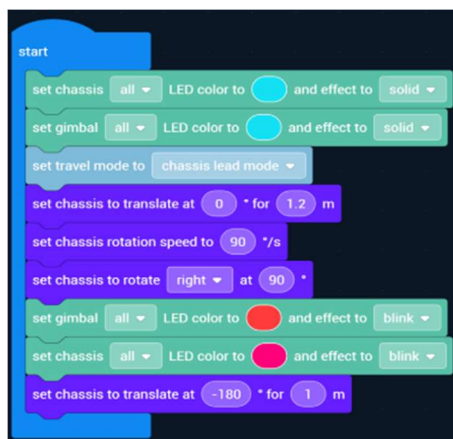 start
set chassis all LED color to and effect to solid
set gimbal all LED color to and effect to solid
set travel mode to chassis lead mode
set chassis to translate at 0 ° for 1.2 m
set chassis rotation speed to 90 °/s
set chassis to rotate right at 90 °
set gimbal all LED color to and effect to blink
set chassis all LED color to and effect to blink
set chassis to translate at -180 ° for 1 m